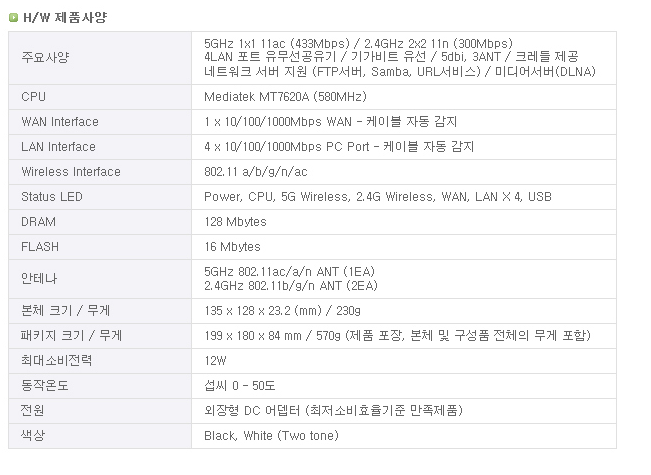 H/W 제품사양
주요사양
5GHz 1x1 11ac (433Mbps) / 2.4GHz 2x2 11n (300Mbps)
4LAN 포트 유무선공유기 / 기가비트 유선 / 5dbi, 3ANT / 크레들 제공
네트워크 서버 지원 (FTP서버, Samba, URL서비스) / 미디어서버(DLNA)
CPU Mediatek MT7620A (580MHz)
WAN Interface 1 x 10/100/1000Mbps WAN - 케이블 자동 감지
LAN Interface 4 x 10/100/1000Mbps PC Port - 케이블 자동 감지
Wireless Interface 802.11 a/b/g/n/ac
Status LED Power, CPU, 5G Wireless, 2.4G Wireless, WAN, LAN X 4, USB
DRAM 128 Mbytes
FLASH 16 Mbytes
안테나
5GHz 802.11ac/a/n ANT (1EA)
2.4GHz 802.11b/g/n ANT (2EA)
본체 크기 / 무게 135 x 128 x 23.2 (mm) / 230g
패키지 크기 / 무게 199 x 180 x 84 mm / 570g (제품 포장, 본체 및 구성품 전체의 무게 포함)
최대소비전력 12W
동작온도 섭씨 0 - 50도
전원 외장형 DC 어뎁터 (최저소비효율기준 만족제품)
색상 Black, White (Two tone)